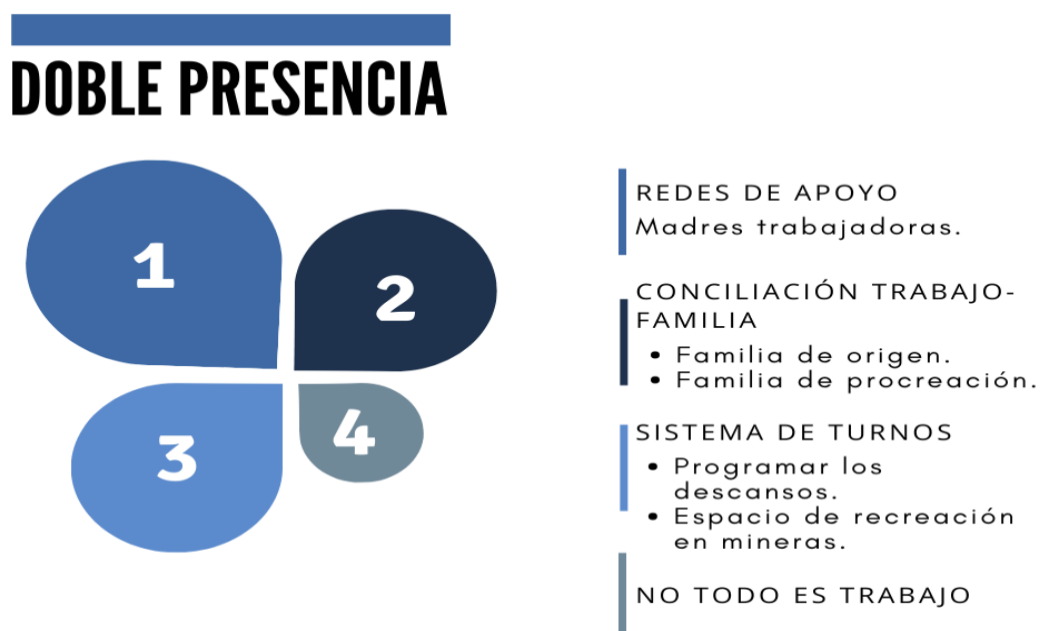 DOBLE PRESENCIA
1
2
3
4
REDES DE APOYO
Madres trabajadoras.
CONCILIACIÓN TRABAJO-
FAMILIA
• Familia de origen.
• Familia de procreación.
SISTEMA DE TURNOS
• Programar los
descansos.
• Espacio de recreación
en mineras.
NO TODO ES TRABAJO